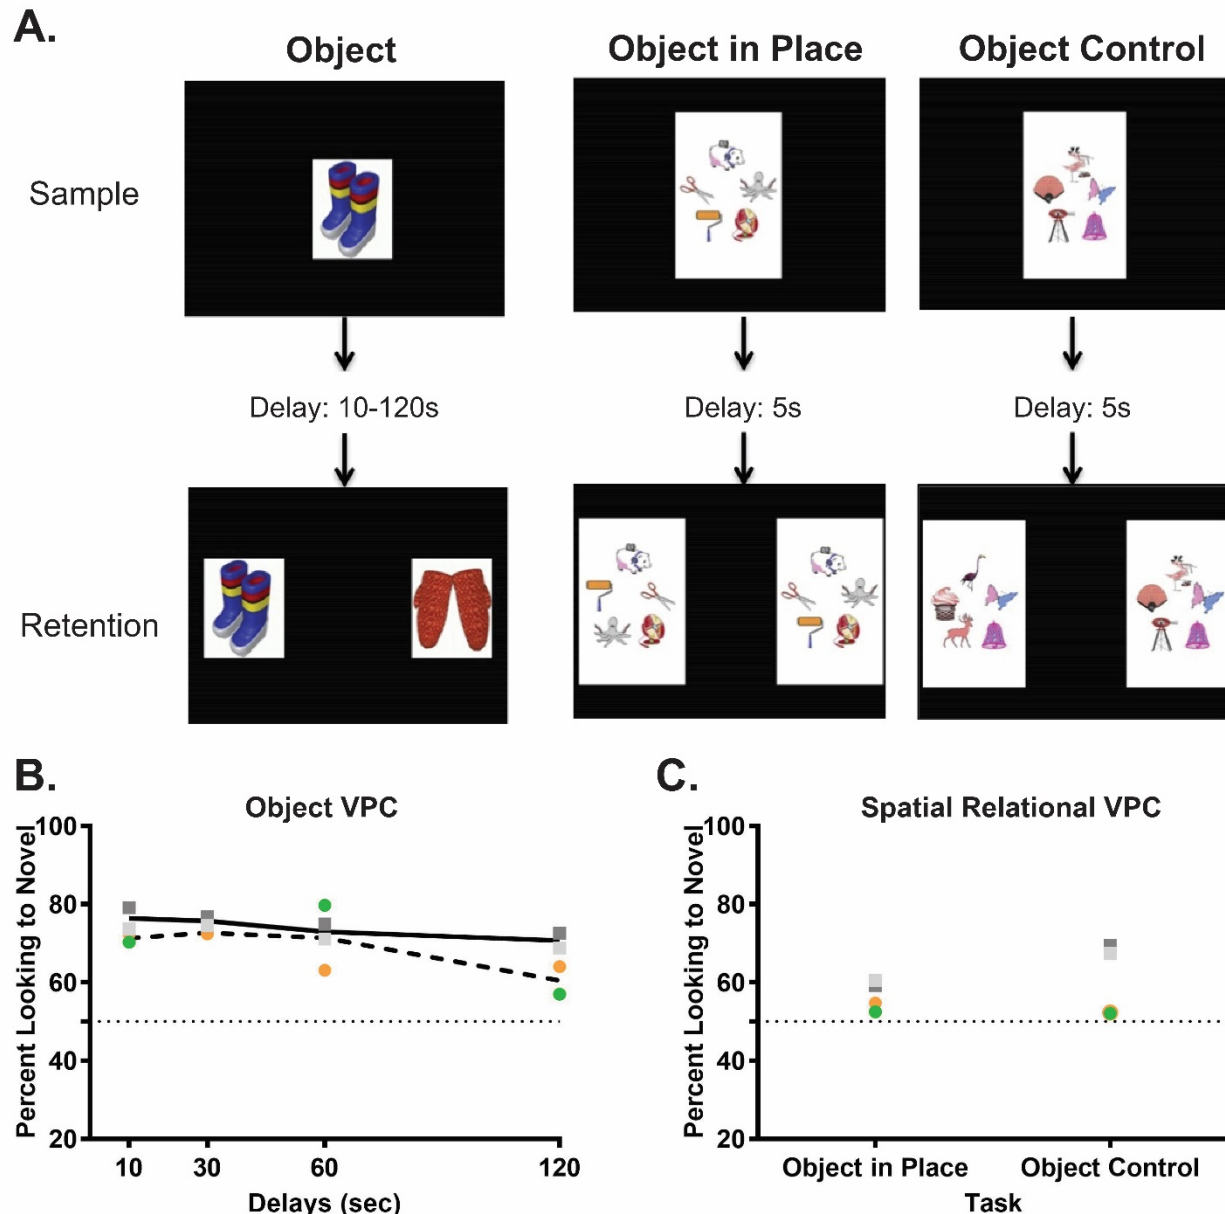 A.
Object
Object in Place
Object Control
Sample
Delay: 10-120s
Delay: 5s
Delay: 5s
Retention
B.
Object VPC
Percent Looking to Novel
100
80
60
40
20
10
30
60
120
Delays (sec)
C.
Spatial Relational VPC
Percent Looking to Novel
100
80
60
40
20
Object in Place
Object Control
Task